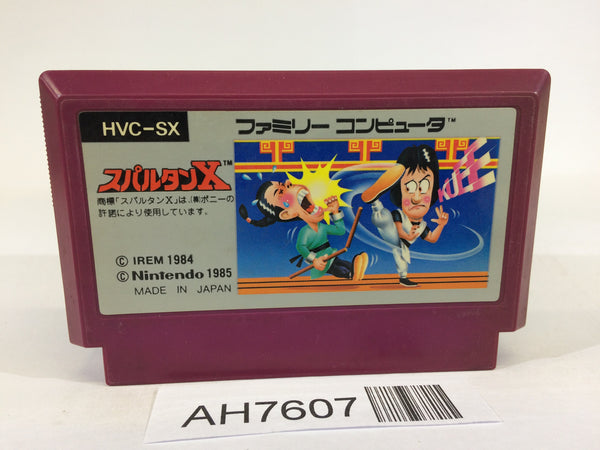 HVC-SX
ファミリー コンピュータ™
スパルタンX™
商標「スパルタンX」は、(株)ポニーの
許諾により使用しています。
© IREM 1984
© Nintendo 1985
MADE IN JAPAN
AH7607